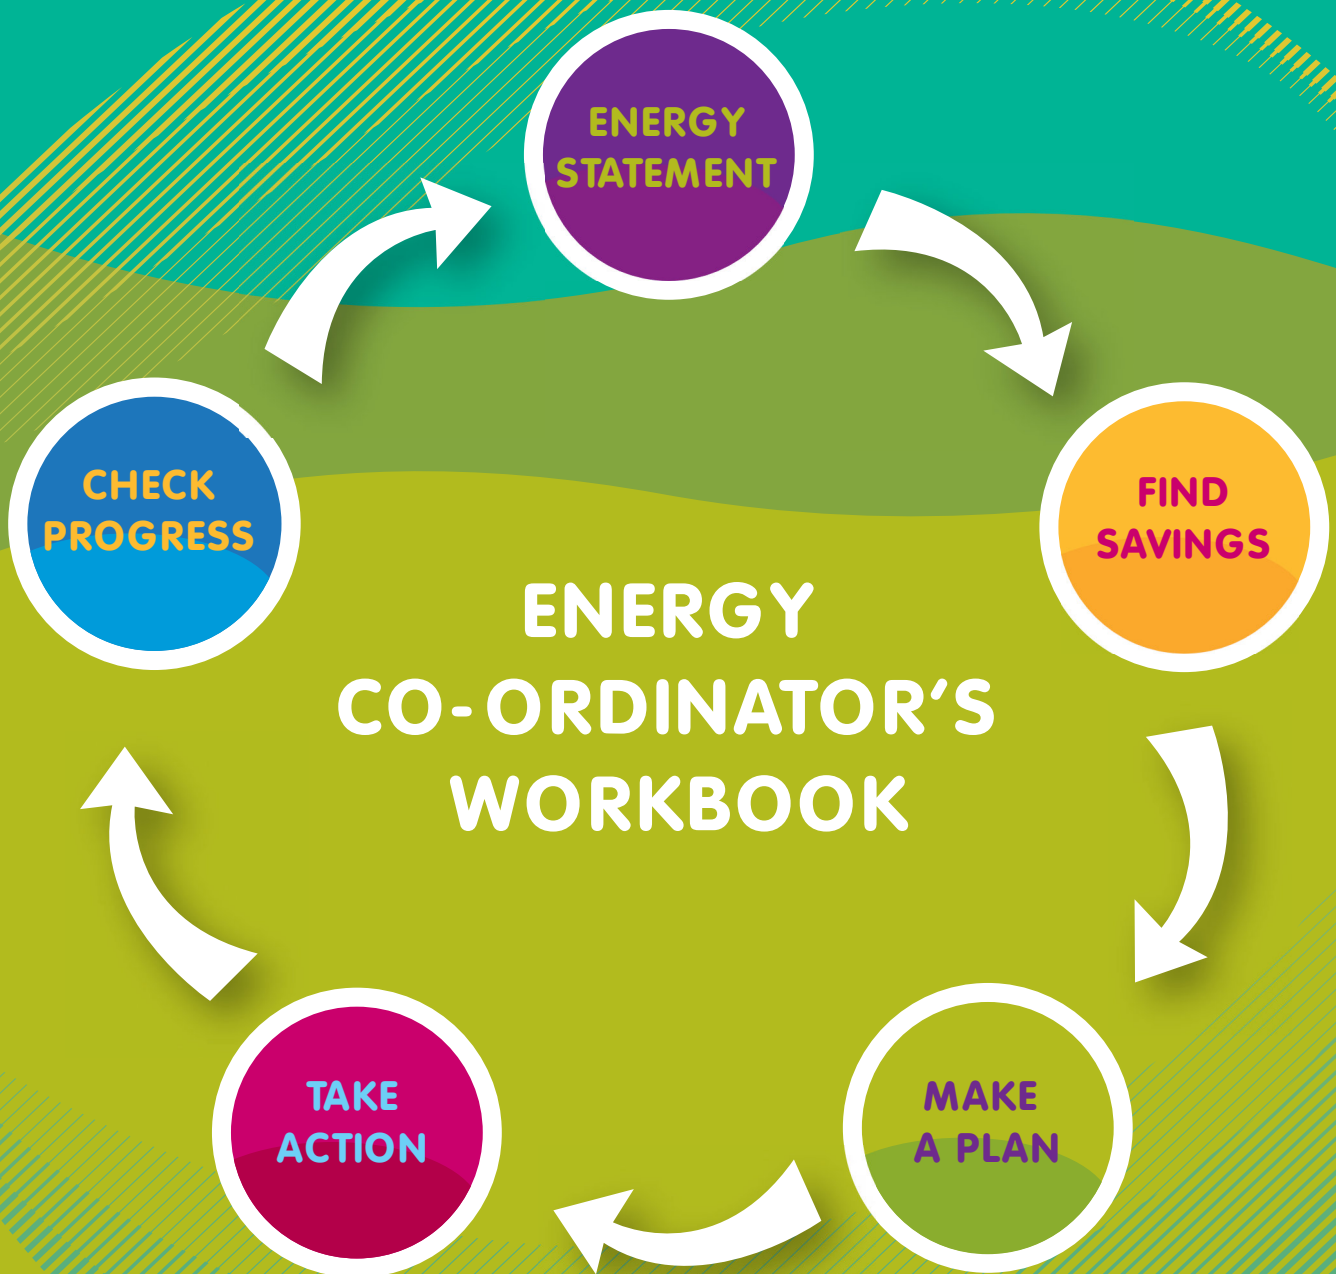 ENERGY
STATEMENT
FIND
SAVINGS
MAKE
A PLAN
TAKE
ACTION
CHECK
PROGRESS
ENERGY
CO-ORDINATOR’S
WORKBOOK